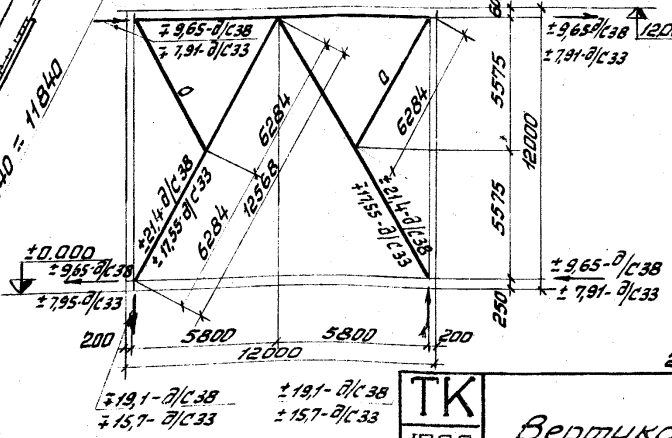 ∓9,65-д/с38
∓7,91-д/с33
±9,65-д/с38
±7,91-д/с33
5575
12000
5575
250
6284
12568
6284
6284
40 = 11840
±21,4-д/с38
±17,55-д/с33
±21,4-д/с38
∓17,55-д/с33
0
0
±0.000
±9,65-д/с38
±7,95-д/с33
±9,65-д/с38
±7,91-д/с33
200
5800
5800
200
12000
∓19,1-д/с38
∓15,7-д/с33
±19,1-д/с38
±15,7-д/с33
ТК